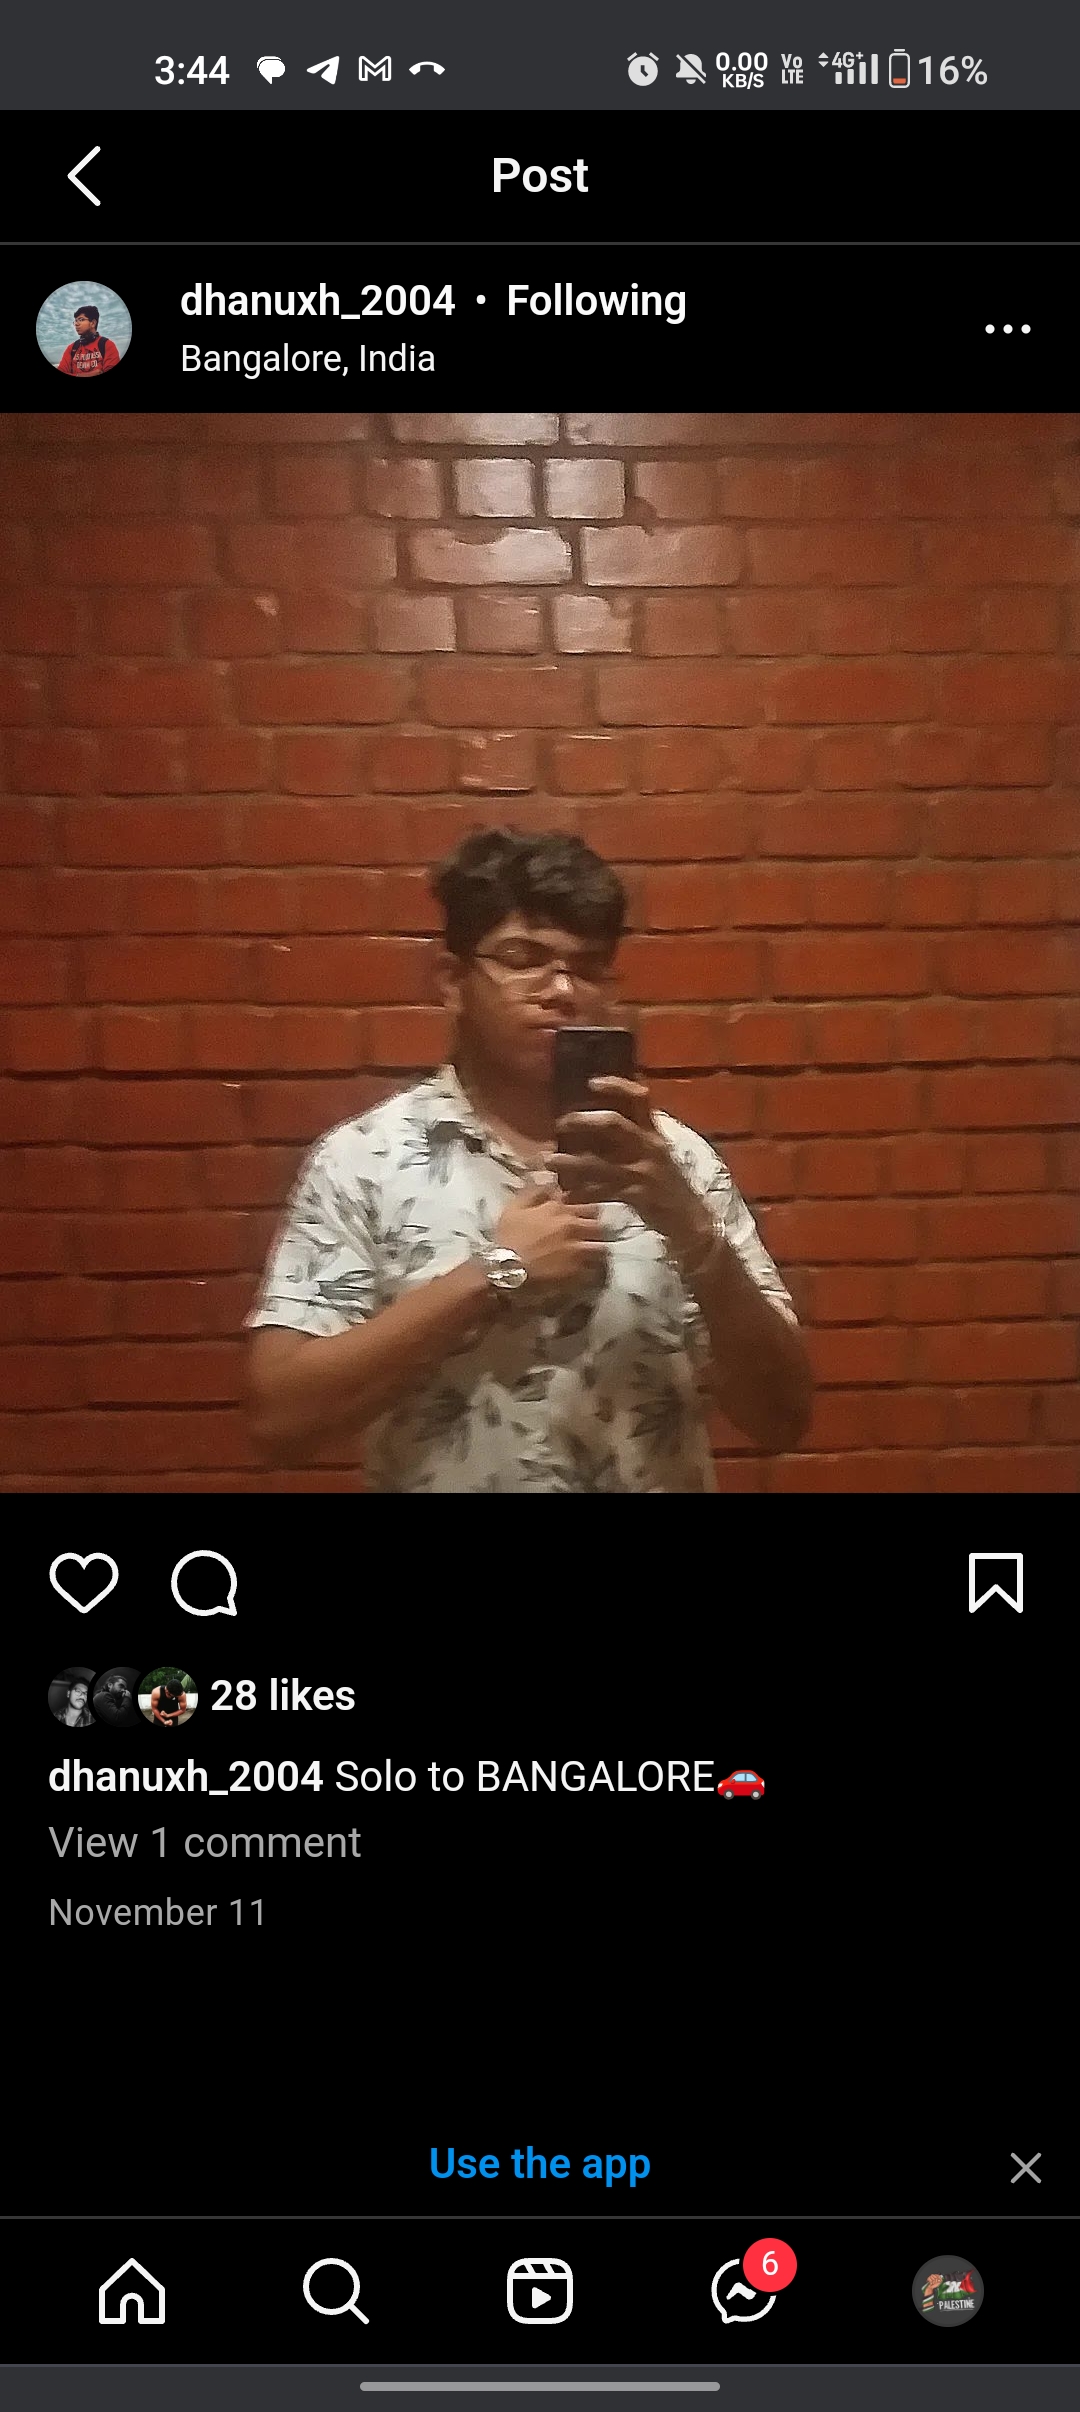 3:44
0.00 KB/S
Vo LTE
4G+
16%
Post
dhanuxh_2004 • Following
Bangalore, India
28 likes
dhanuxh_2004 Solo to BANGALORE🚗
View 1 comment
November 11
Use the app
6
PALESTINE